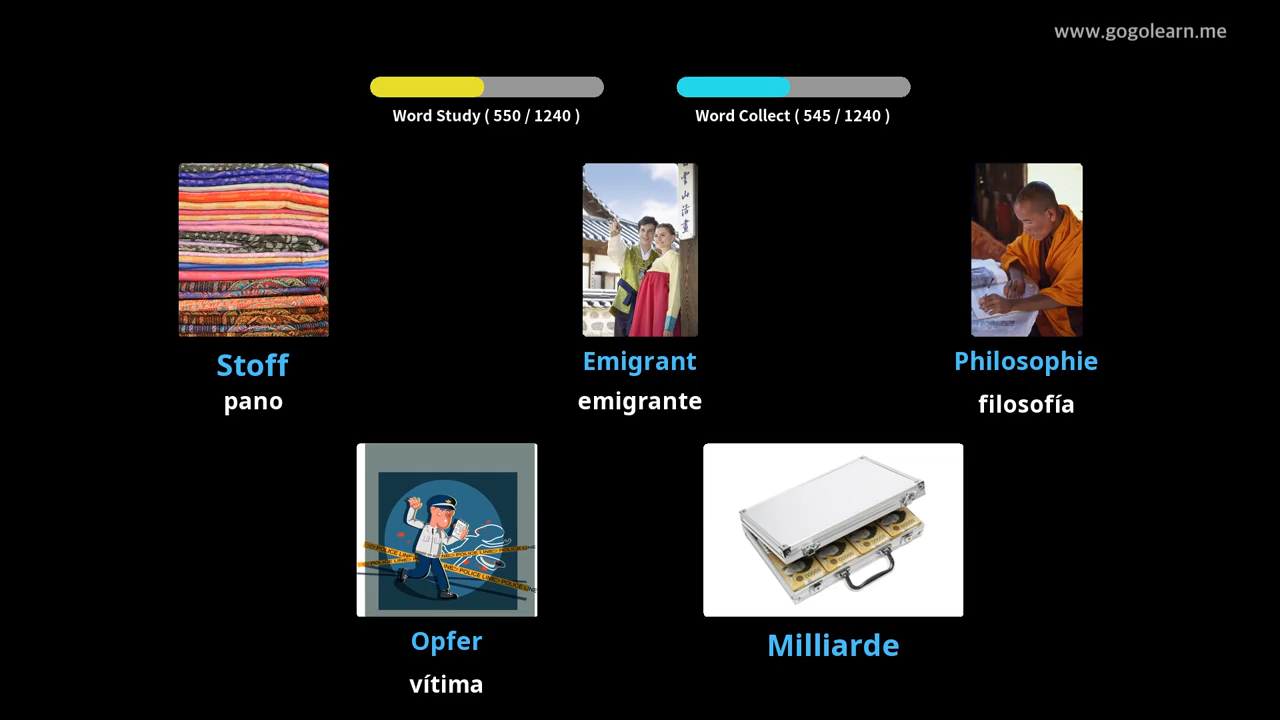 www.gogolearn.me
Word Study ( 550 / 1240 )
Word Collect ( 545 / 1240 )
Stoff
pano
Emigrant
emigrante
Philosophie
filosofía
Opfer
vítima
Milliarde